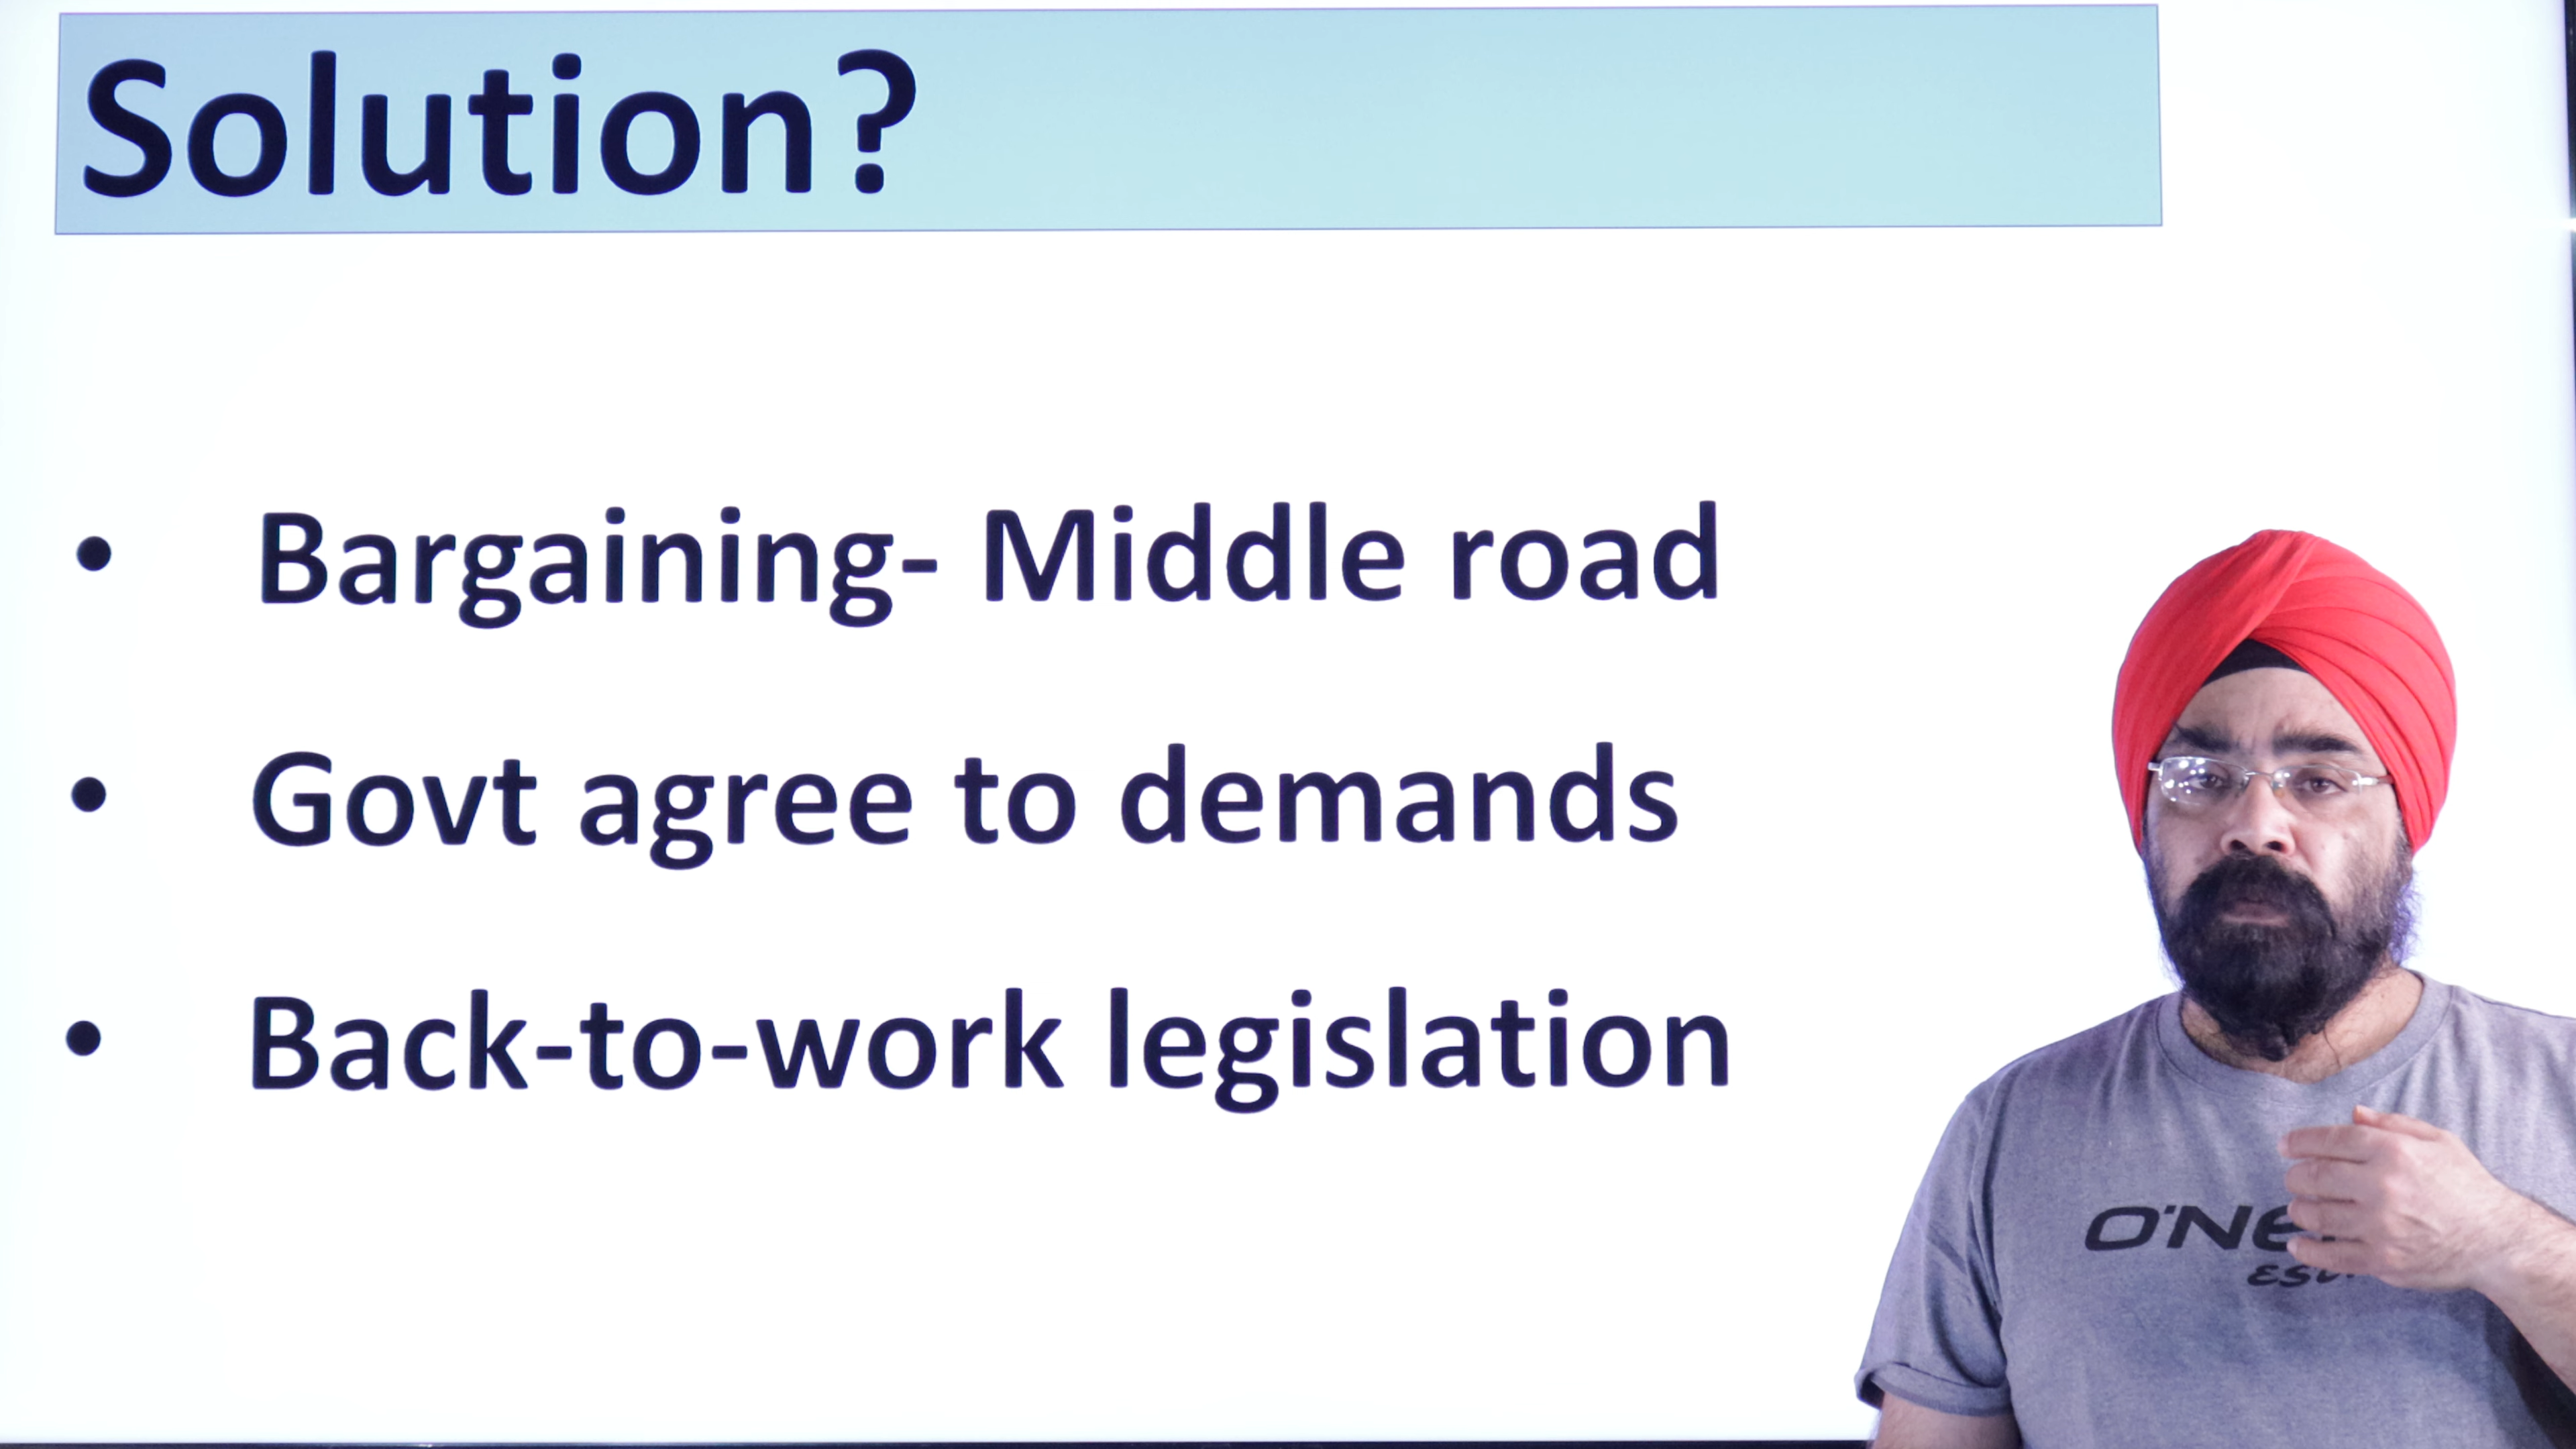 Solution?
• Bargaining- Middle road
• Govt agree to demands
• Back-to-work legislation